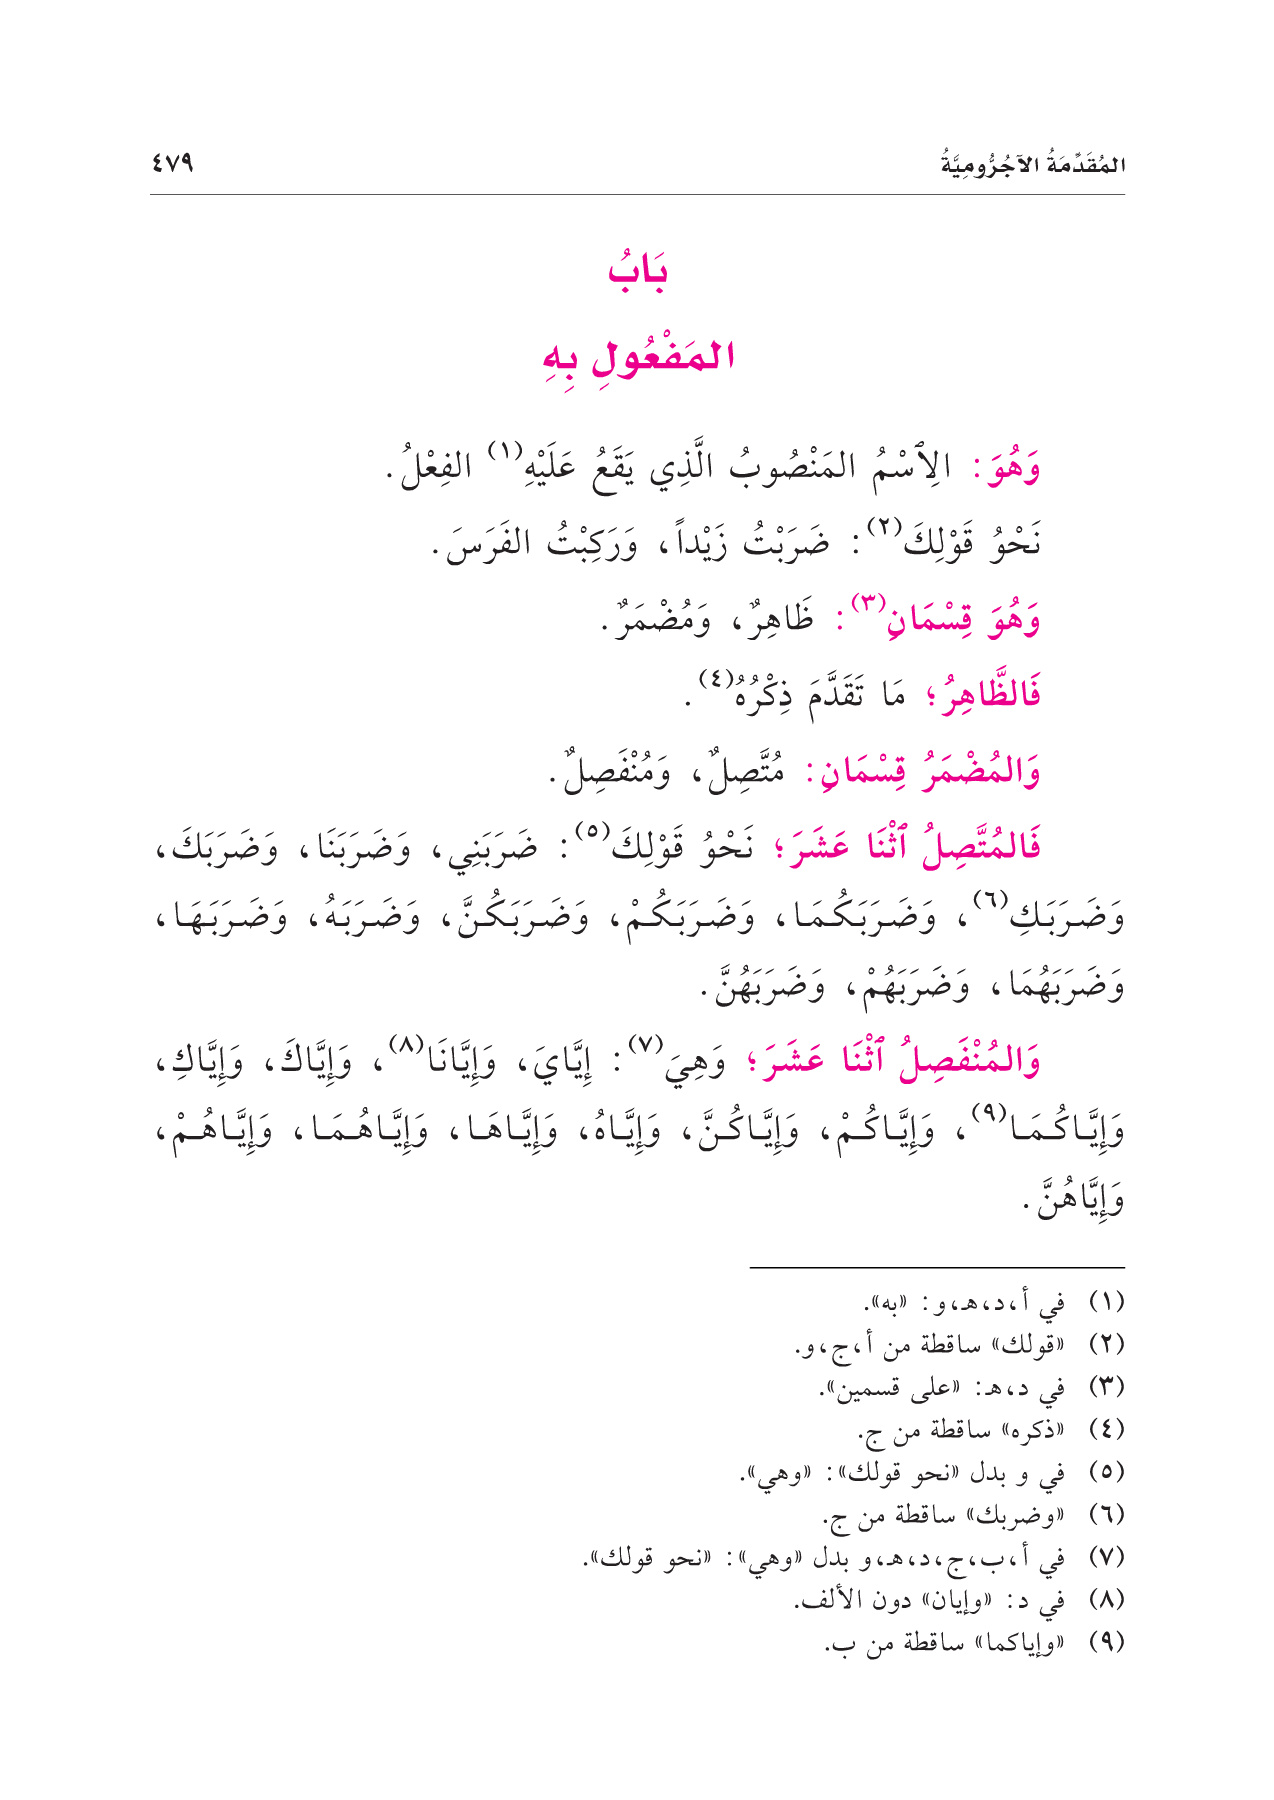 المُقَدِّمَةُ الآجُرُّومِيَّةُ ٤٧٩
بَابُ
المَفْعُولِ بِهِ
وَهُوَ: الِٱسْمُ المَنْصُوبُ الَّذِي يَقَعُ عَلَيْهِ(١) الفِعْلُ.
نَحْوُ قَوْلِكَ(٢): ضَرَبْتُ زَيْداً، وَرَكِبْتُ الفَرَسَ.
وَهُوَ قِسْمَانِ(٣): ظَاهِرٌ، وَمُضْمَرٌ.
فَالظَّاهِرُ؛ مَا تَقَدَّمَ ذِكْرُهُ(٤).
وَالمُضْمَرُ قِسْمَانِ: مُتَّصِلٌ، وَمُنْفَصِلٌ.
فَالمُتَّصِلُ ٱثْنَا عَشَرَ؛ نَحْوُ قَوْلِكَ(٥): ضَرَبَنِي، وَضَرَبَنَا، وَضَرَبَكَ،
وَضَرَبَكِ(٦)، وَضَرَبَكُمَا، وَضَرَبَكُمْ، وَضَرَبَكُنَّ، وَضَرَبَهُ، وَضَرَبَهَا،
وَضَرَبَهُمَا، وَضَرَبَهُمْ، وَضَرَبَهُنَّ.
وَالمُنْفَصِلُ ٱثْنَا عَشَرَ؛ وَهِيَ(٧): إِيَّايَ، وَإِيَّانَا(٨)، وَإِيَّاكَ، وَإِيَّاكِ،
وَإِيَّاكُمَا(٩)، وَإِيَّاكُمْ، وَإِيَّاكُنَّ، وَإِيَّاهُ، وَإِيَّاهَا، وَإِيَّاهُمَا، وَإِيَّاهُمْ،
وَإِيَّاهُنَّ.
(١) في أ، د، هـ، و: «به».
(٢) «قولك» ساقطة من أ، ج، و.
(٣) في د، هـ: «على قسمين».
(٤) «ذكره» ساقطة من ج.
(٥) في و بدل «نحو قولك»: «وهي».
(٦) «وضربك» ساقطة من ج.
(٧) في أ، ب، ج، د، هـ، و بدل «وهي»: «نحو قولك».
(٨) في د: «وإيان» دون الألف.
(٩) «وإياكما» ساقطة من ب.